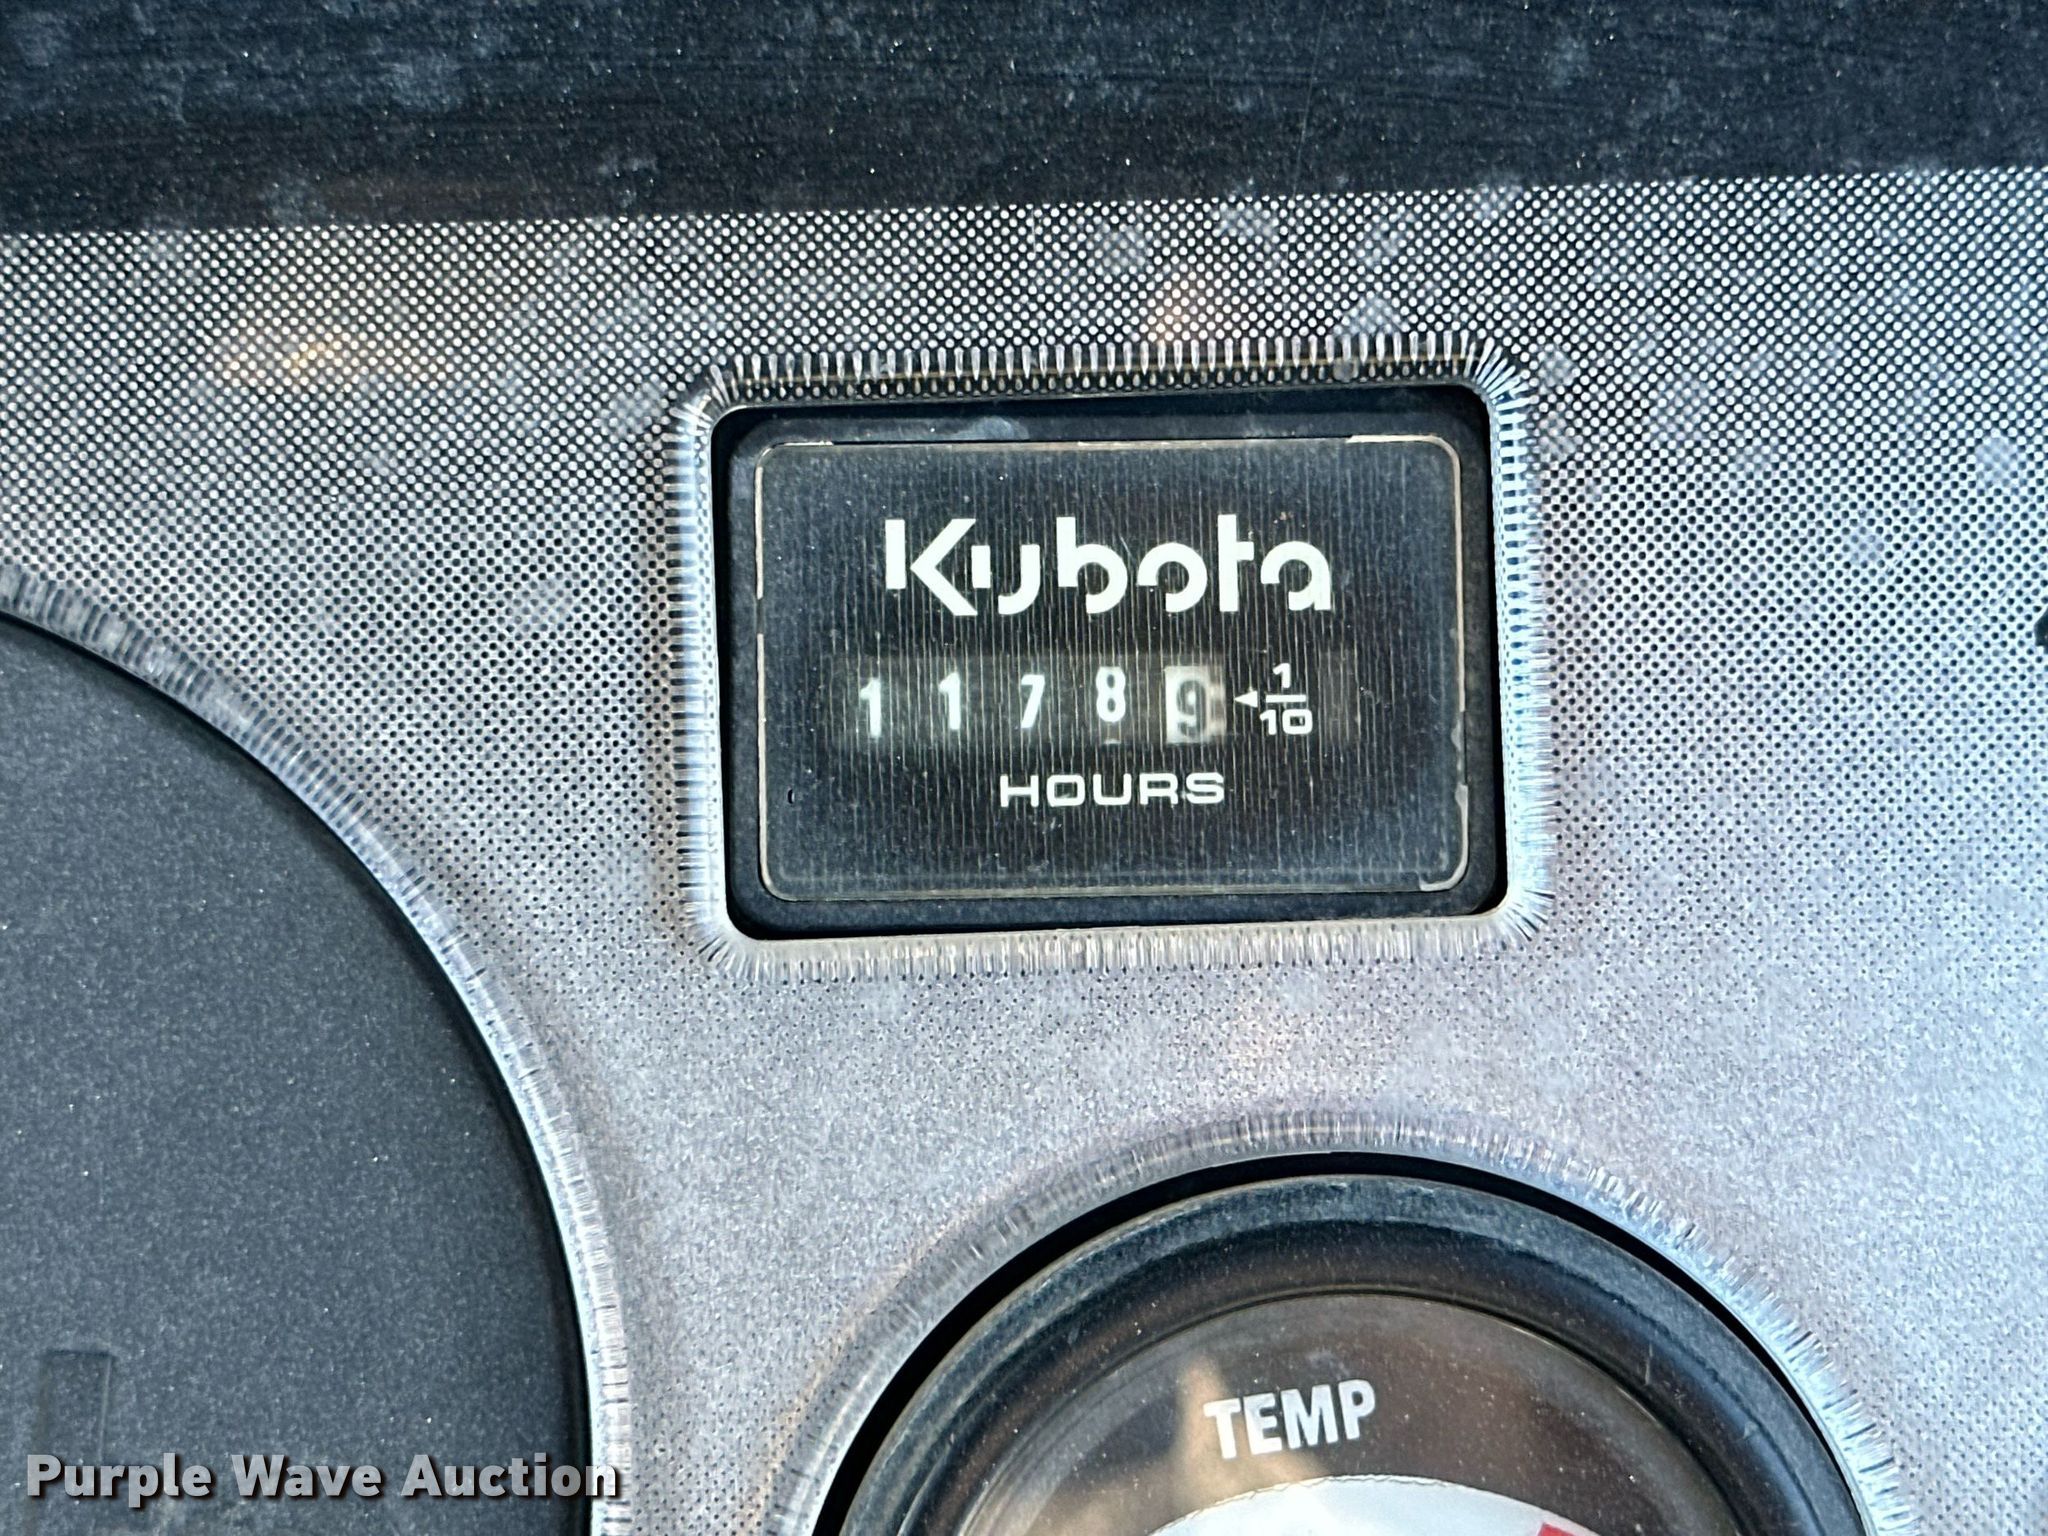 Kubota
1 1 7 8 9 ◄ 1/10
HOURS
TEMP
Purple Wave Auction